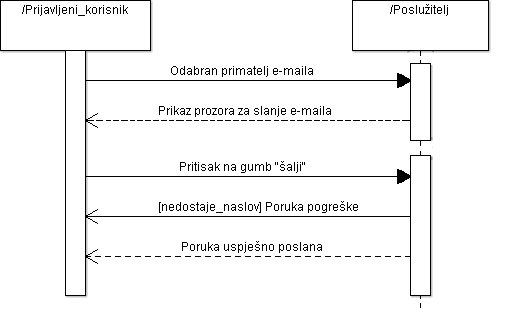 /Prijavljeni_korisnik
/Poslužitelj
Odabran primatelj e-maila
Prikaz prozora za slanje e-maila
Pritisak na gumb "šalji"
[nedostaje_naslov] Poruka pogreške
Poruka uspješno poslana